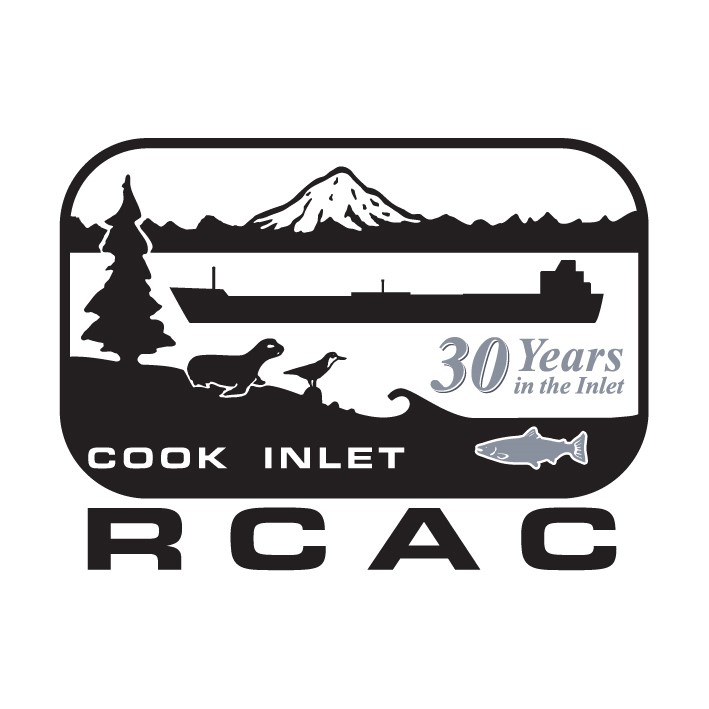 30 Years
in the Inlet
COOK INLET
RCAC